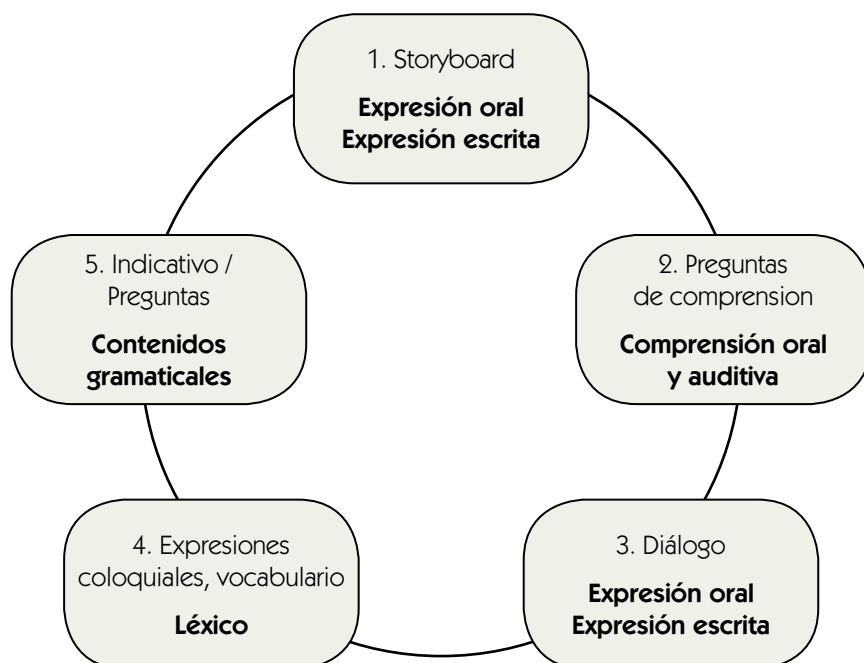 1. Storyboard
Expresión oral
Expresión escrita
2. Preguntas
de comprension
Comprensión oral
y auditiva
3. Diálogo
Expresión oral
Expresión escrita
4. Expresiones
coloquiales, vocabulario
Léxico
5. Indicativo /
Preguntas
Contenidos
gramaticales